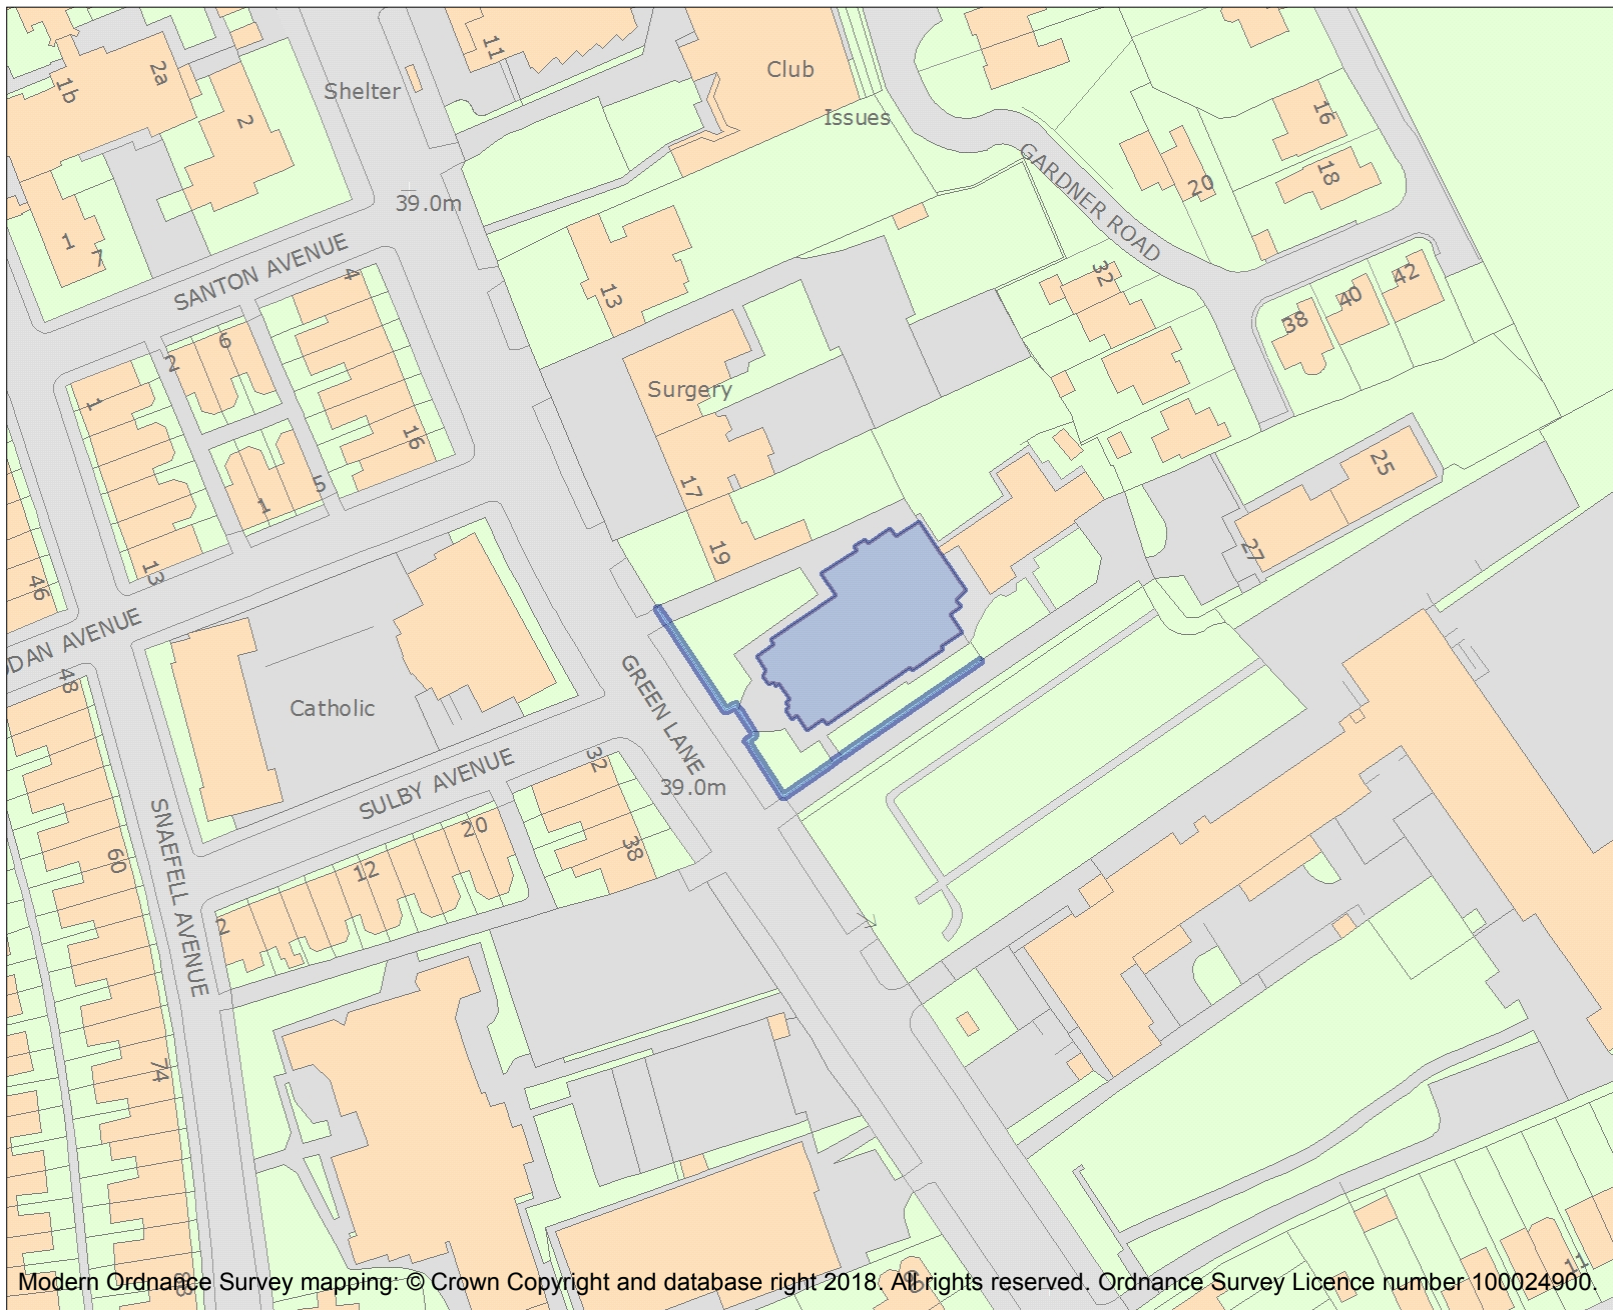 11
Club
2a
1b
Shelter
2
Issues
16
GARDNER ROAD
18
20
39.0m
1
7
SANTON AVENUE
4
32
42
13
40
38
6
2
Surgery
1
16
25
17
5
1
19
27
13
46
DDAN AVENUE
48
GREEN LANE
Catholic
32
39.0m
SULBY AVENUE
SNAEFELL AVENUE
20
38
60
12
2
74
11
Modern Ordnance Survey mapping: © Crown Copyright and database right 2018. All rights reserved. Ordnance Survey Licence number 100024900.